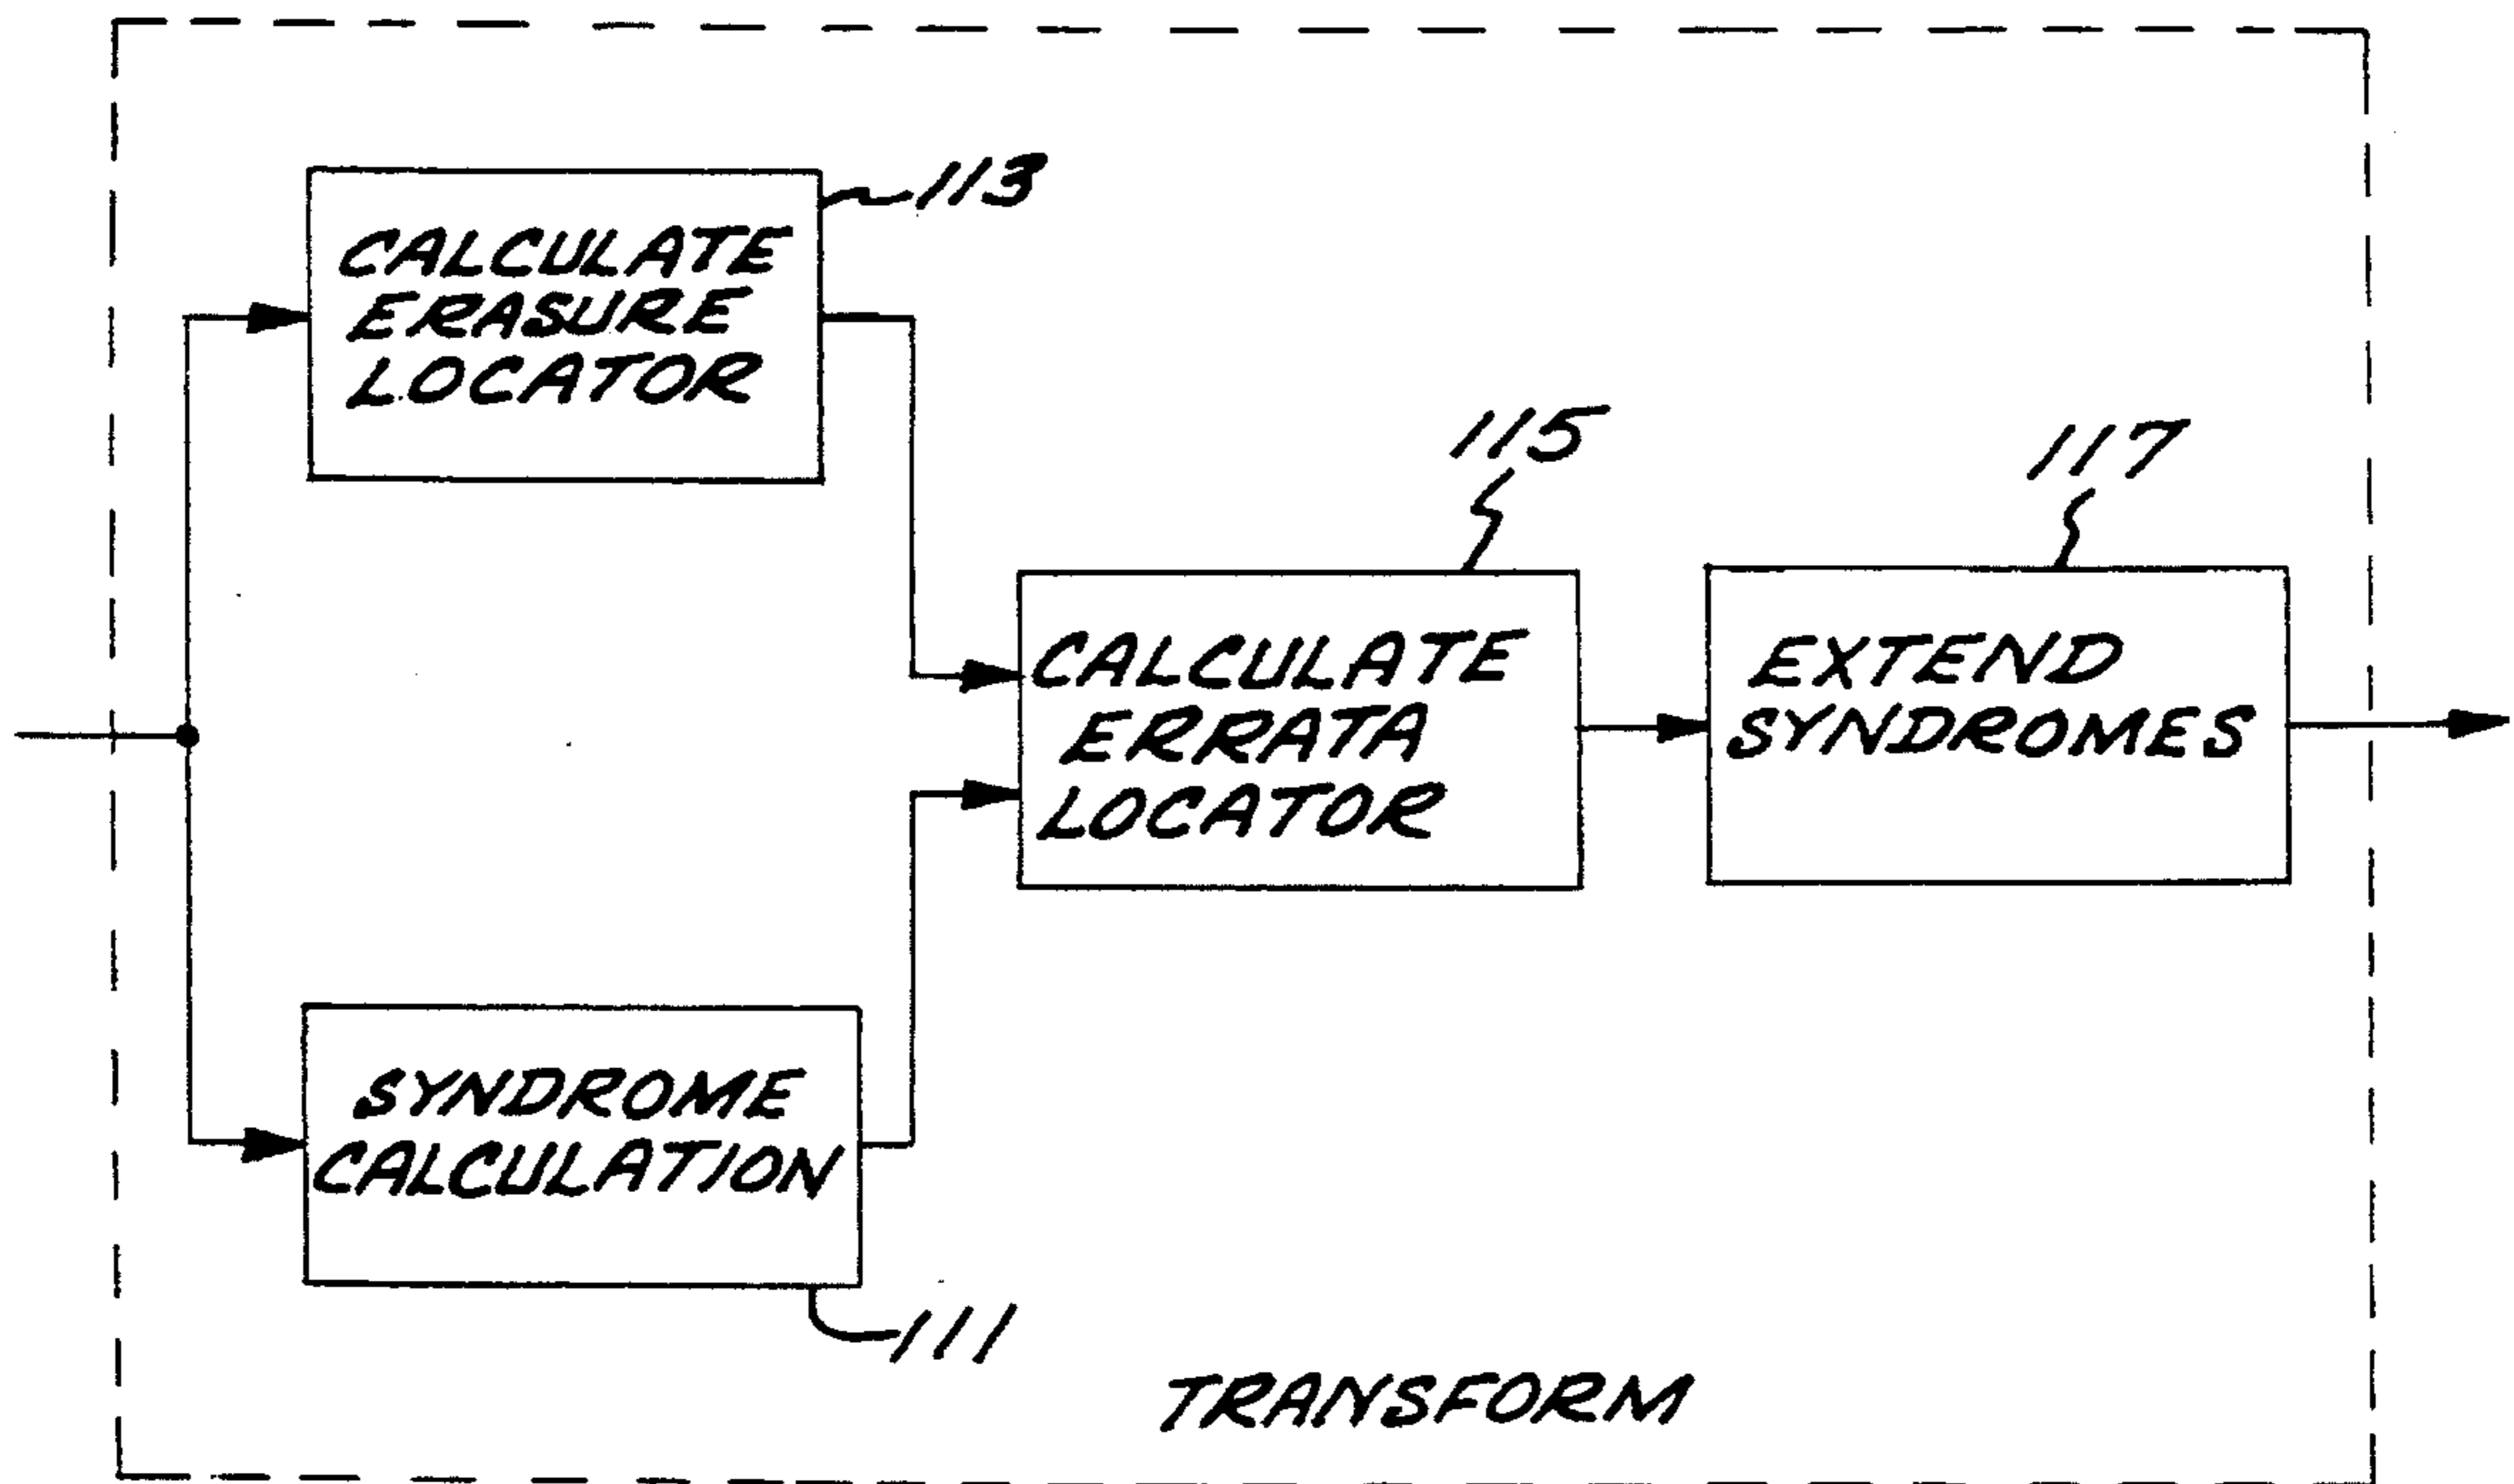 113
CALCULATE
ERASURE
LOCATOR
115
117
CALCULATE
ERRATA
LOCATOR
EXTEND
SYNDROMES
SYNDROME
CALCULATION
111
TRANSFORM